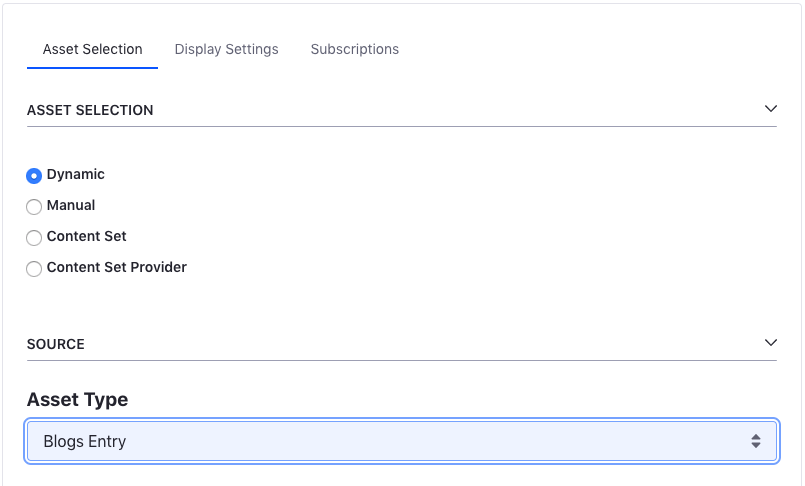 Asset Selection Display Settings Subscriptions
ASSET SELECTION
Dynamic
Manual
Content Set
Content Set Provider
SOURCE
Asset Type
Blogs Entry